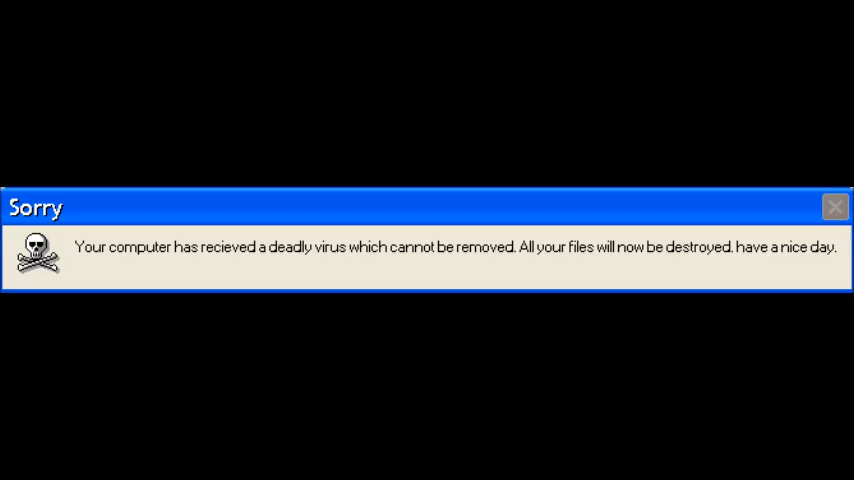 Sorry
Your computer has recieved a deadly virus which cannot be removed. All your files will now be destroyed. have a nice day.